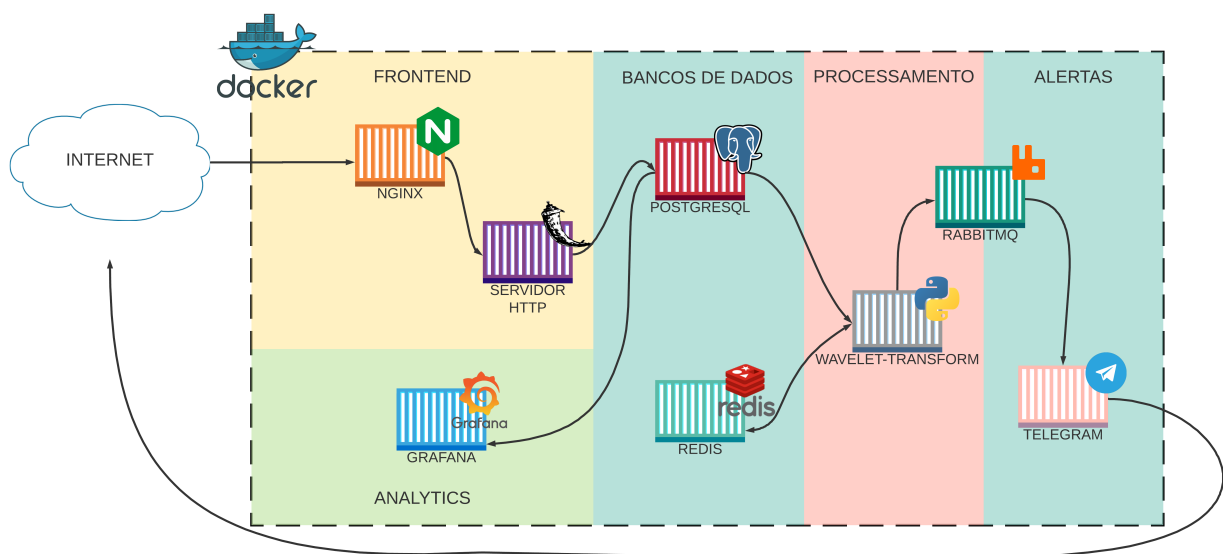 docker
FRONTEND
BANCOS DE DADOS
PROCESSAMENTO
ALERTAS
INTERNET
NGINX
POSTGRESQL
RABBITMQ
SERVIDOR
HTTP
WAVELET-TRANSFORM
redis
Grafana
GRAFANA
REDIS
TELEGRAM
ANALYTICS